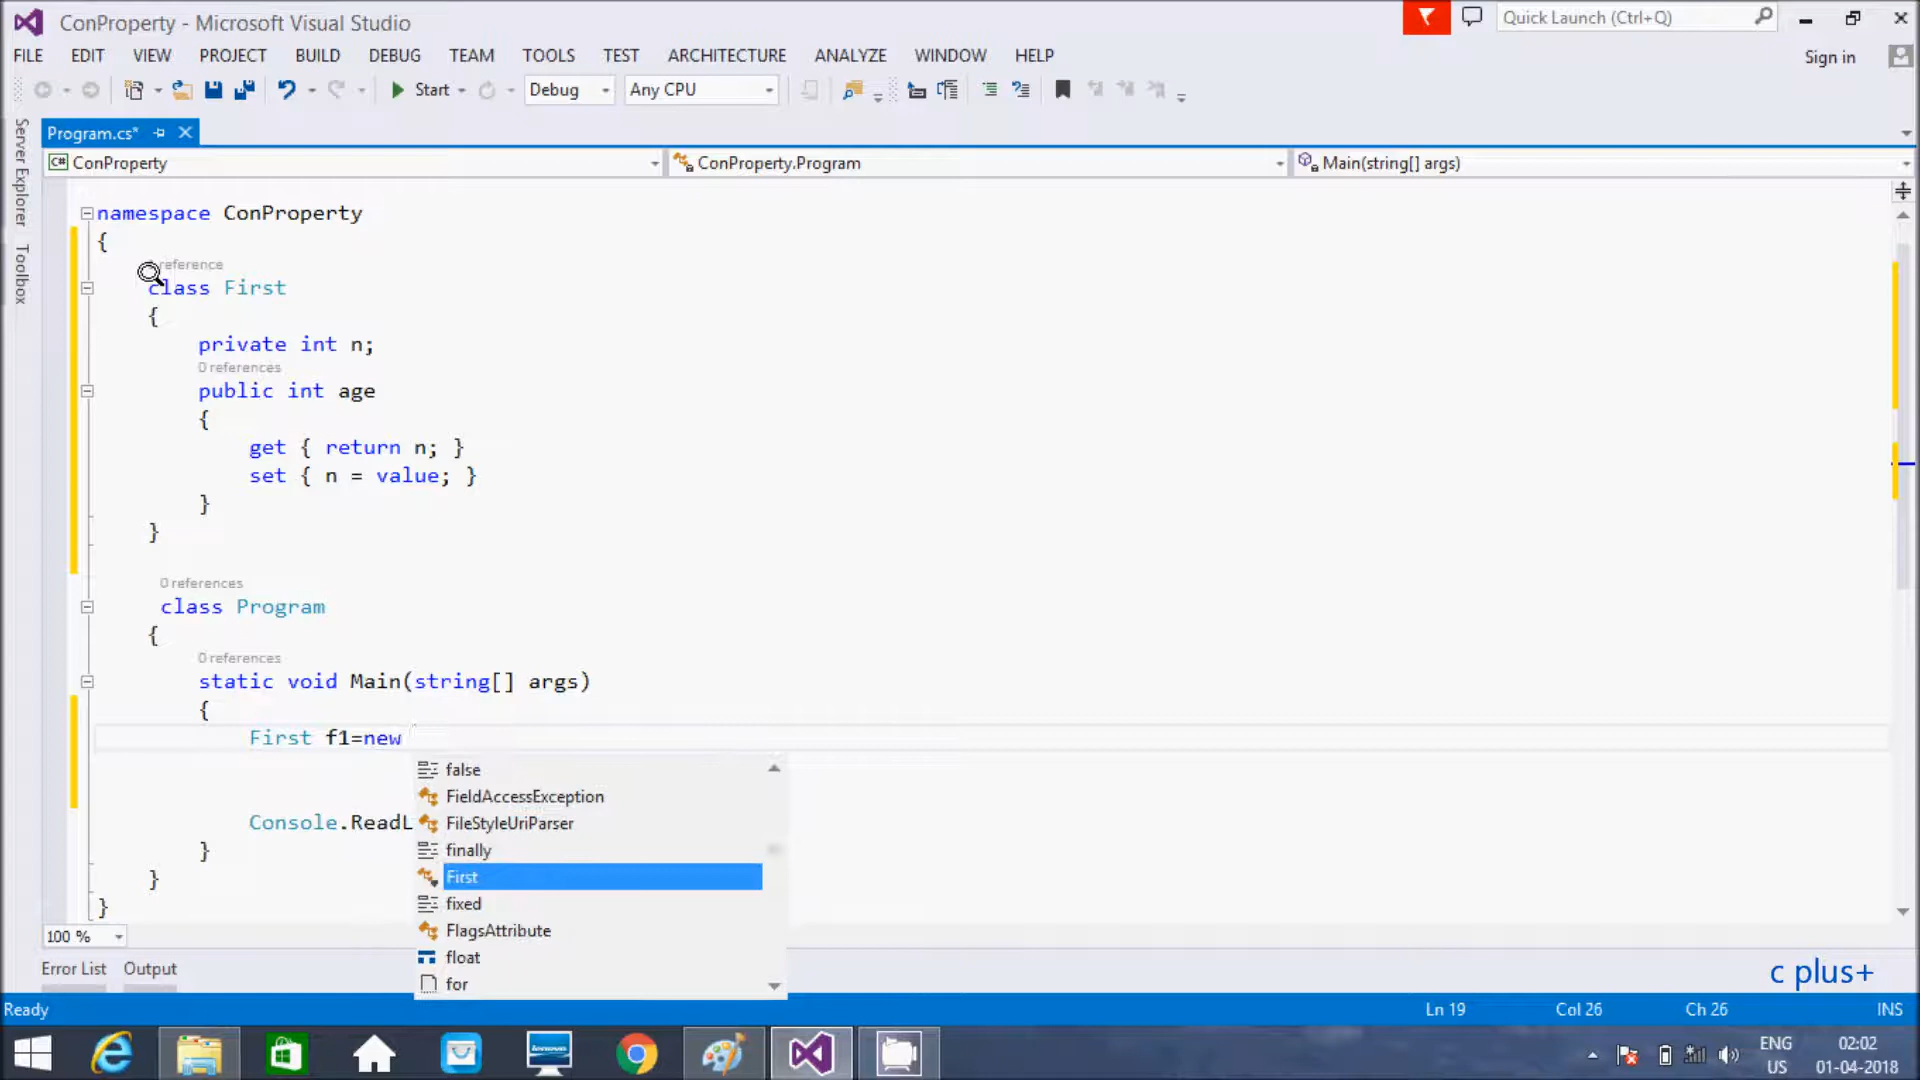 ConProperty - Microsoft Visual Studio
Quick Launch (Ctrl+Q)
FILE EDIT VIEW PROJECT BUILD DEBUG TEAM TOOLS TEST ARCHITECTURE ANALYZE WINDOW HELP
Sign in
Start Debug Any CPU
Server Explorer
Toolbox
Program.cs*
C# ConProperty
ConProperty.Program
Main(string[] args)
namespace ConProperty
{
reference
class First
{
private int n;
0 references
public int age
{
get { return n; }
set { n = value; }
}
}
0 references
class Program
{
0 references
static void Main(string[] args)
{
First f1=new
false
FieldAccessException
FileStyleUriParser
Console.ReadL
finally
}
First
}
fixed
}
FlagsAttribute
float
for
100 %
Error List Output
c plus+
Ready
Ln 19 Col 26 Ch 26 INS
ENG
US
02:02
01-04-2018